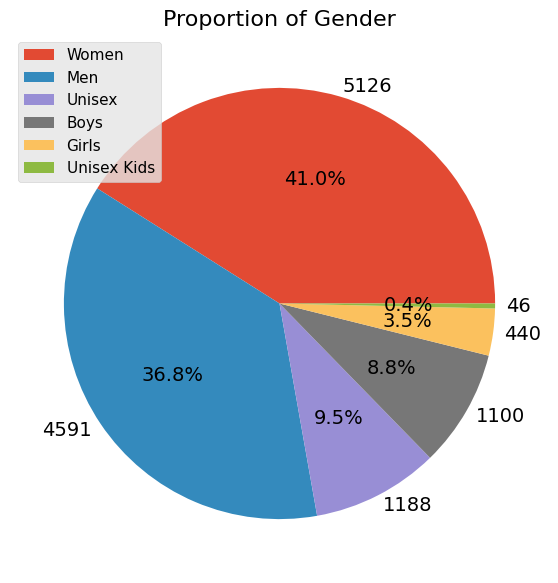 Proportion of Gender
Women
Men
Unisex
Boys
Girls
Unisex Kids
5126
41.0%
4591
36.8%
1188
9.5%
1100
8.8%
440
3.5%
46
0.4%